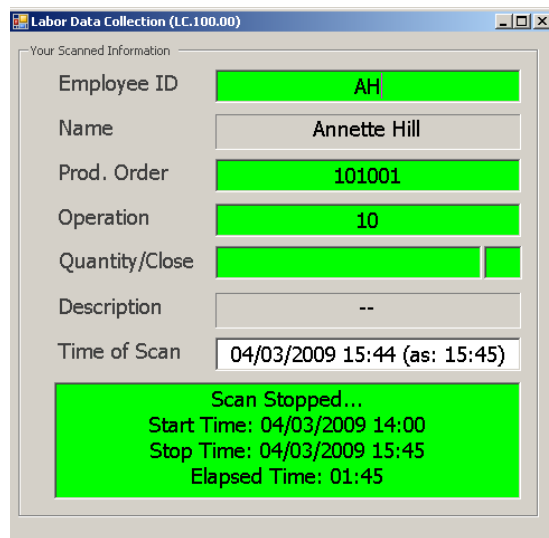 Labor Data Collection (LC.100.00)
Your Scanned Information
Employee ID AH
Name Annette Hill
Prod. Order 101001
Operation 10
Quantity/Close
Description --
Time of Scan 04/03/2009 15:44 (as: 15:45)
Scan Stopped...
Start Time: 04/03/2009 14:00
Stop Time: 04/03/2009 15:45
Elapsed Time: 01:45